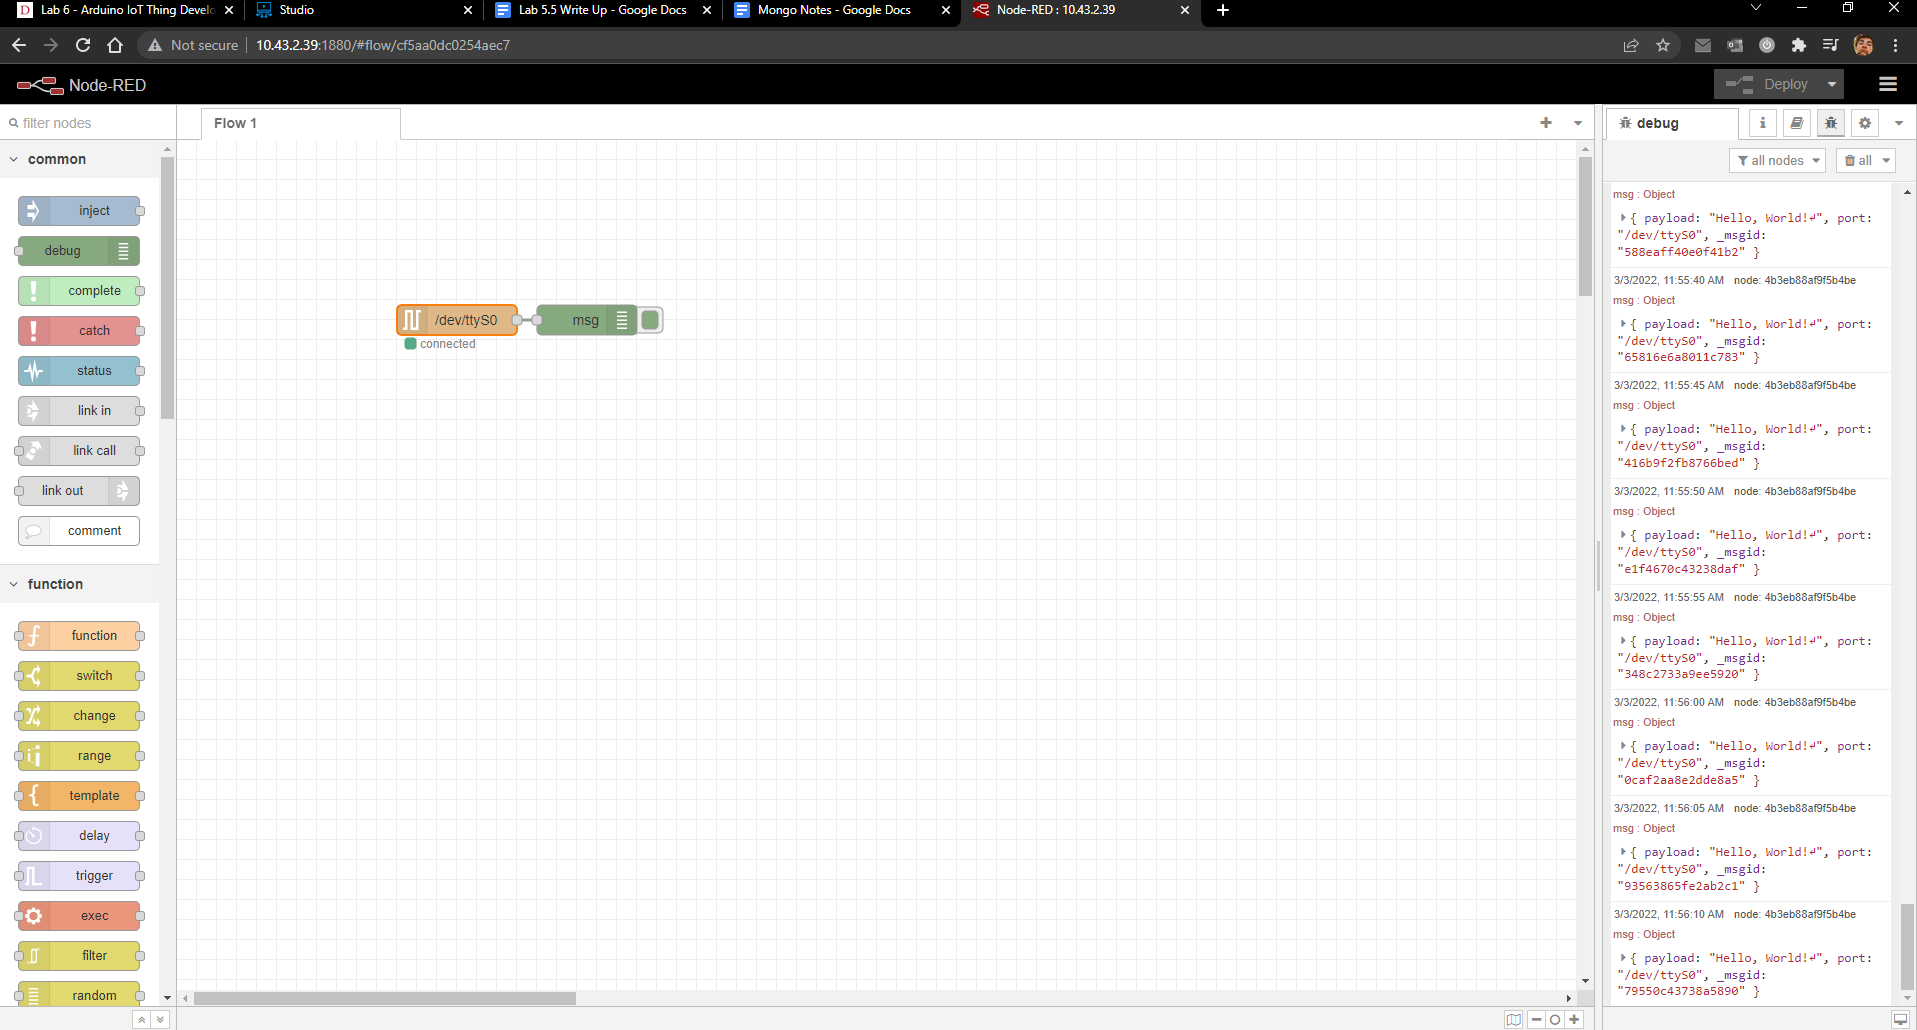 Lab 6 - Arduino IoT Thing Develo
Studio
Lab 5.5 Write Up - Google Docs
Mongo Notes - Google Docs
Node-RED : 10.43.2.39
Not secure
10.43.2.39:1880/#flow/cf5aa0dc0254aec7
Node-RED
Deploy
filter nodes
Flow 1
debug
all nodes
all
common
inject
debug
complete
catch
status
link in
link call
link out
comment
function
function
switch
change
range
template
delay
trigger
exec
filter
random
/dev/ttyS0
msg
connected
msg : Object
{ payload: "Hello, World!↵", port:
"/dev/ttyS0", _msgid:
"588eaff40e0f41b2" }
3/3/2022, 11:55:40 AM node: 4b3eb88af9f5b4be
msg : Object
{ payload: "Hello, World!↵", port:
"/dev/ttyS0", _msgid:
"65816e6a8011c783" }
3/3/2022, 11:55:45 AM node: 4b3eb88af9f5b4be
msg : Object
{ payload: "Hello, World!↵", port:
"/dev/ttyS0", _msgid:
"416b9f2fb8766bed" }
3/3/2022, 11:55:50 AM node: 4b3eb88af9f5b4be
msg : Object
{ payload: "Hello, World!↵", port:
"/dev/ttyS0", _msgid:
"e1f4670c43238daf" }
3/3/2022, 11:55:55 AM node: 4b3eb88af9f5b4be
msg : Object
{ payload: "Hello, World!↵", port:
"/dev/ttyS0", _msgid:
"348c2733a9ee5920" }
3/3/2022, 11:56:00 AM node: 4b3eb88af9f5b4be
msg : Object
{ payload: "Hello, World!↵", port:
"/dev/ttyS0", _msgid:
"0caf2aa8e2dde8a5" }
3/3/2022, 11:56:05 AM node: 4b3eb88af9f5b4be
msg : Object
{ payload: "Hello, World!↵", port:
"/dev/ttyS0", _msgid:
"93563865fe2ab2c1" }
3/3/2022, 11:56:10 AM node: 4b3eb88af9f5b4be
msg : Object
{ payload: "Hello, World!↵", port:
"/dev/ttyS0", _msgid:
"79550c43738a5890" }